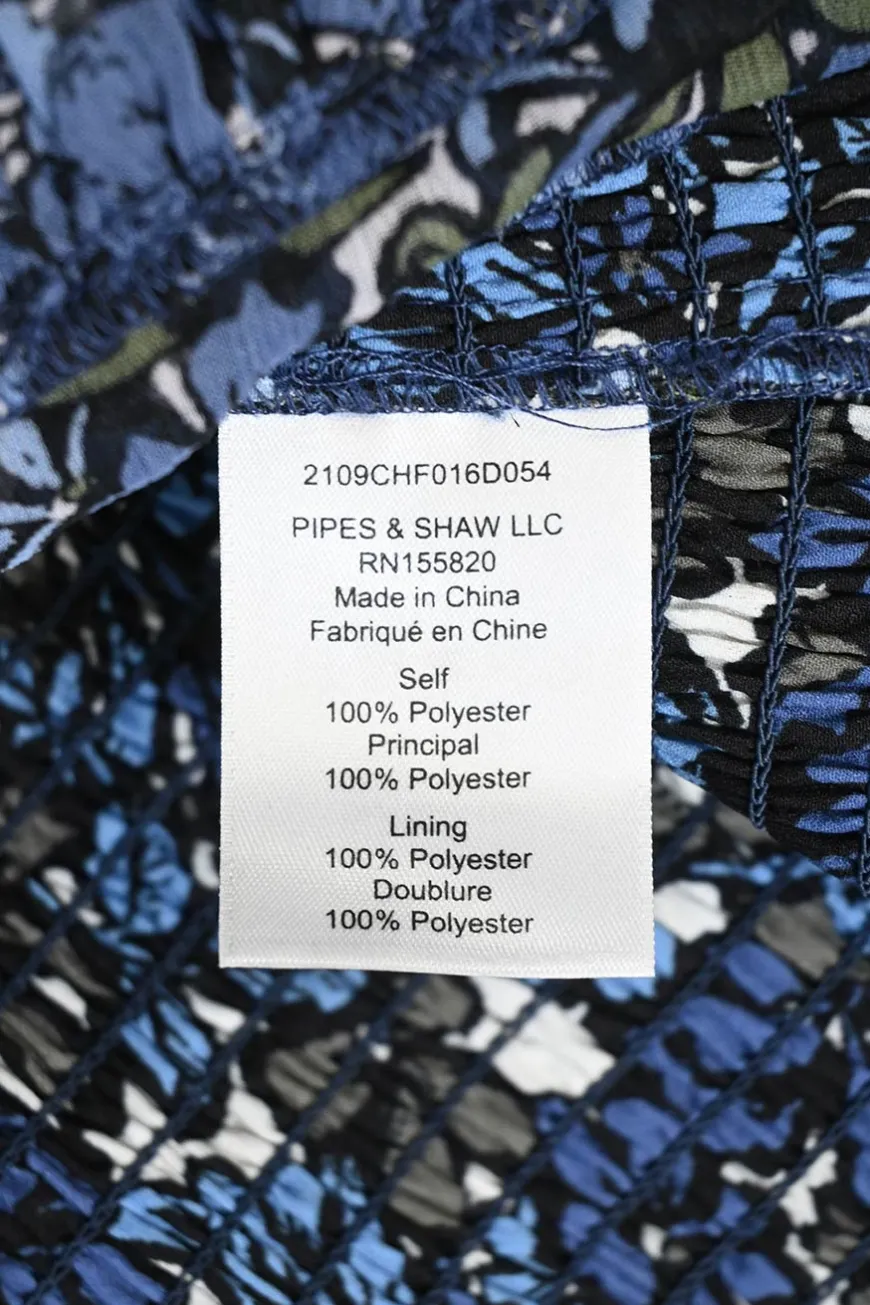 2109CHF016D054
PIPES & SHAW LLC
RN155820
Made in China
Fabriqué en Chine
Self
100% Polyester
Principal
100% Polyester
Lining
100% Polyester
Doublure
100% Polyester